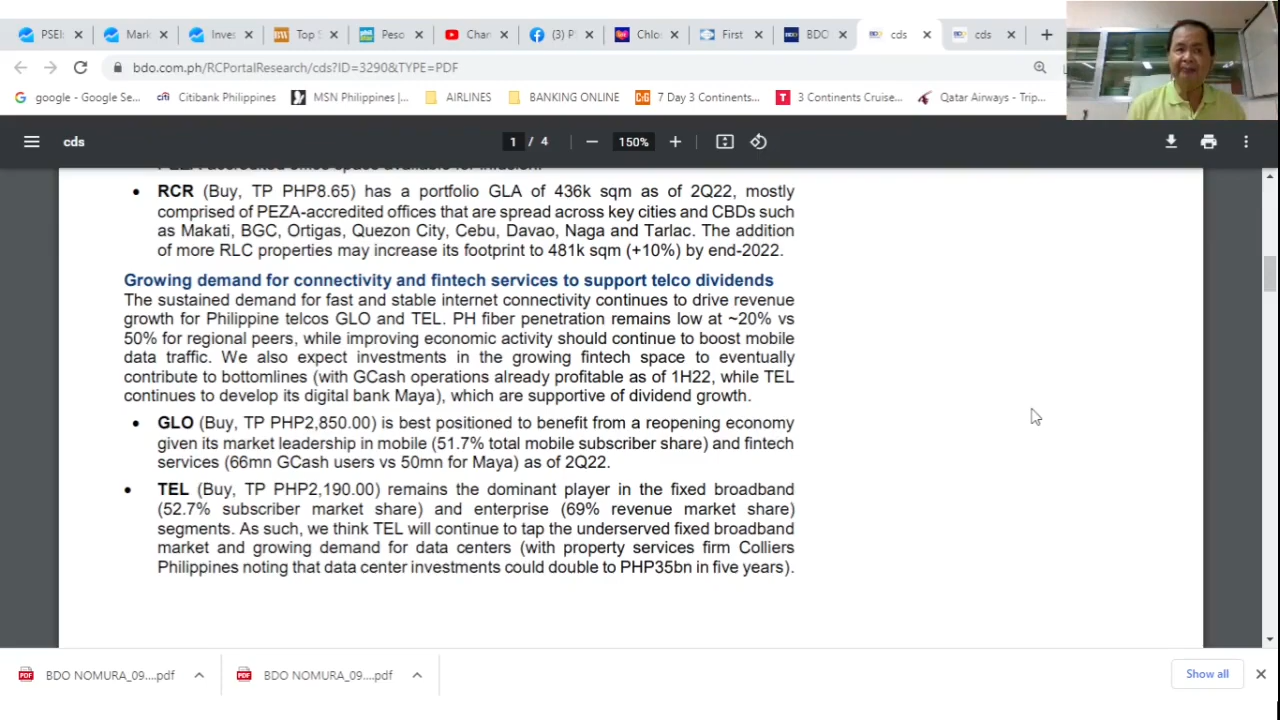 PSEi:
Mark
Inves
Top S
Peso
Chan
(3) P
Chlo
First
BDO
cds
cds
bdo.com.ph/RCPortalResearch/cds?ID=3290&TYPE=PDF
google - Google Se...
citi Citibank Philippines
MSN Philippines |...
AIRLINES
BANKING ONLINE
7 Day 3 Continents...
3 Continents Cruise...
Qatar Airways - Trip...
cds
1 / 4
150%
RCR (Buy, TP PHP8.65) has a portfolio GLA of 436k sqm as of 2Q22, mostly
comprised of PEZA-accredited offices that are spread across key cities and CBDs such
as Makati, BGC, Ortigas, Quezon City, Cebu, Davao, Naga and Tarlac. The addition
of more RLC properties may increase its footprint to 481k sqm (+10%) by end-2022.
Growing demand for connectivity and fintech services to support telco dividends
The sustained demand for fast and stable internet connectivity continues to drive revenue
growth for Philippine telcos GLO and TEL. PH fiber penetration remains low at ~20% vs
50% for regional peers, while improving economic activity should continue to boost mobile
data traffic. We also expect investments in the growing fintech space to eventually
contribute to bottomlines (with GCash operations already profitable as of 1H22, while TEL
continues to develop its digital bank Maya), which are supportive of dividend growth.
GLO (Buy, TP PHP2,850.00) is best positioned to benefit from a reopening economy
given its market leadership in mobile (51.7% total mobile subscriber share) and fintech
services (66mn GCash users vs 50mn for Maya) as of 2Q22.
TEL (Buy, TP PHP2,190.00) remains the dominant player in the fixed broadband
(52.7% subscriber market share) and enterprise (69% revenue market share)
segments. As such, we think TEL will continue to tap the underserved fixed broadband
market and growing demand for data centers (with property services firm Colliers
Philippines noting that data center investments could double to PHP35bn in five years).
BDO NOMURA_09....pdf
BDO NOMURA_09....pdf
Show all